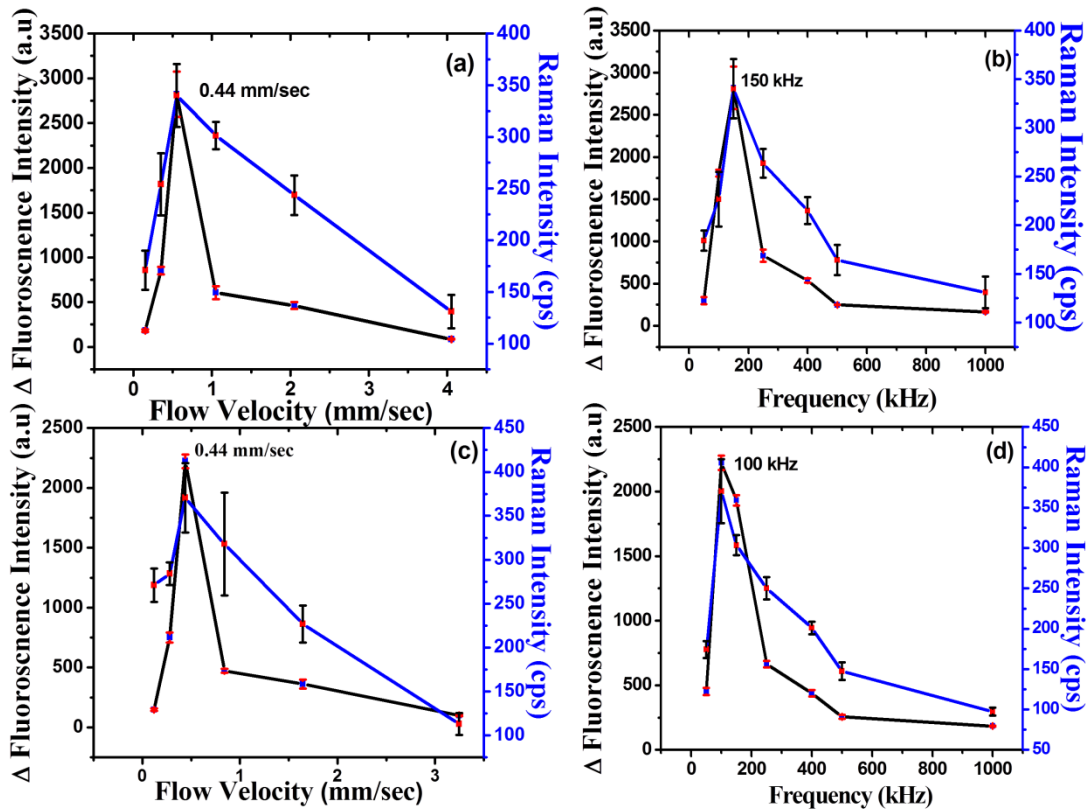 Δ Fluoroscnence Intensity (a.u)
3500
3000
2500
2000
1500
1000
500
0
(a)
0.44 mm/sec
400
350
300
250
200
150
100
Raman Intensity (cps)
0 1 2 3 4
Flow Velocity (mm/sec)
Δ Fluoroscnence Intensity (a.u)
3500
3000
2500
2000
1500
1000
500
0
(b)
150 kHz
400
350
300
250
200
150
100
Raman Intensity (cps)
0 200 400 600 800 1000
Frequency (kHz)
Δ Fluoroscnence Intensity (a.u)
2500
2000
1500
1000
500
0
(c)
0.44 mm/sec
450
400
350
300
250
200
150
100
Raman Intensity (cps)
0 1 2 3
Flow Velocity (mm/sec)
Δ Fluoroscnence Intensity (a.u)
2500
2000
1500
1000
500
0
(d)
100 kHz
450
400
350
300
250
200
150
100
50
Raman Intensity (cps)
0 200 400 600 800 1000
Frequency (kHz)